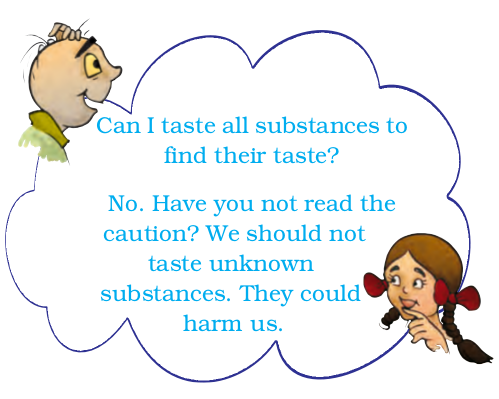 Can I taste all substances to
find their taste?
No. Have you not read the
caution? We should not
taste unknown
substances. They could
harm us.